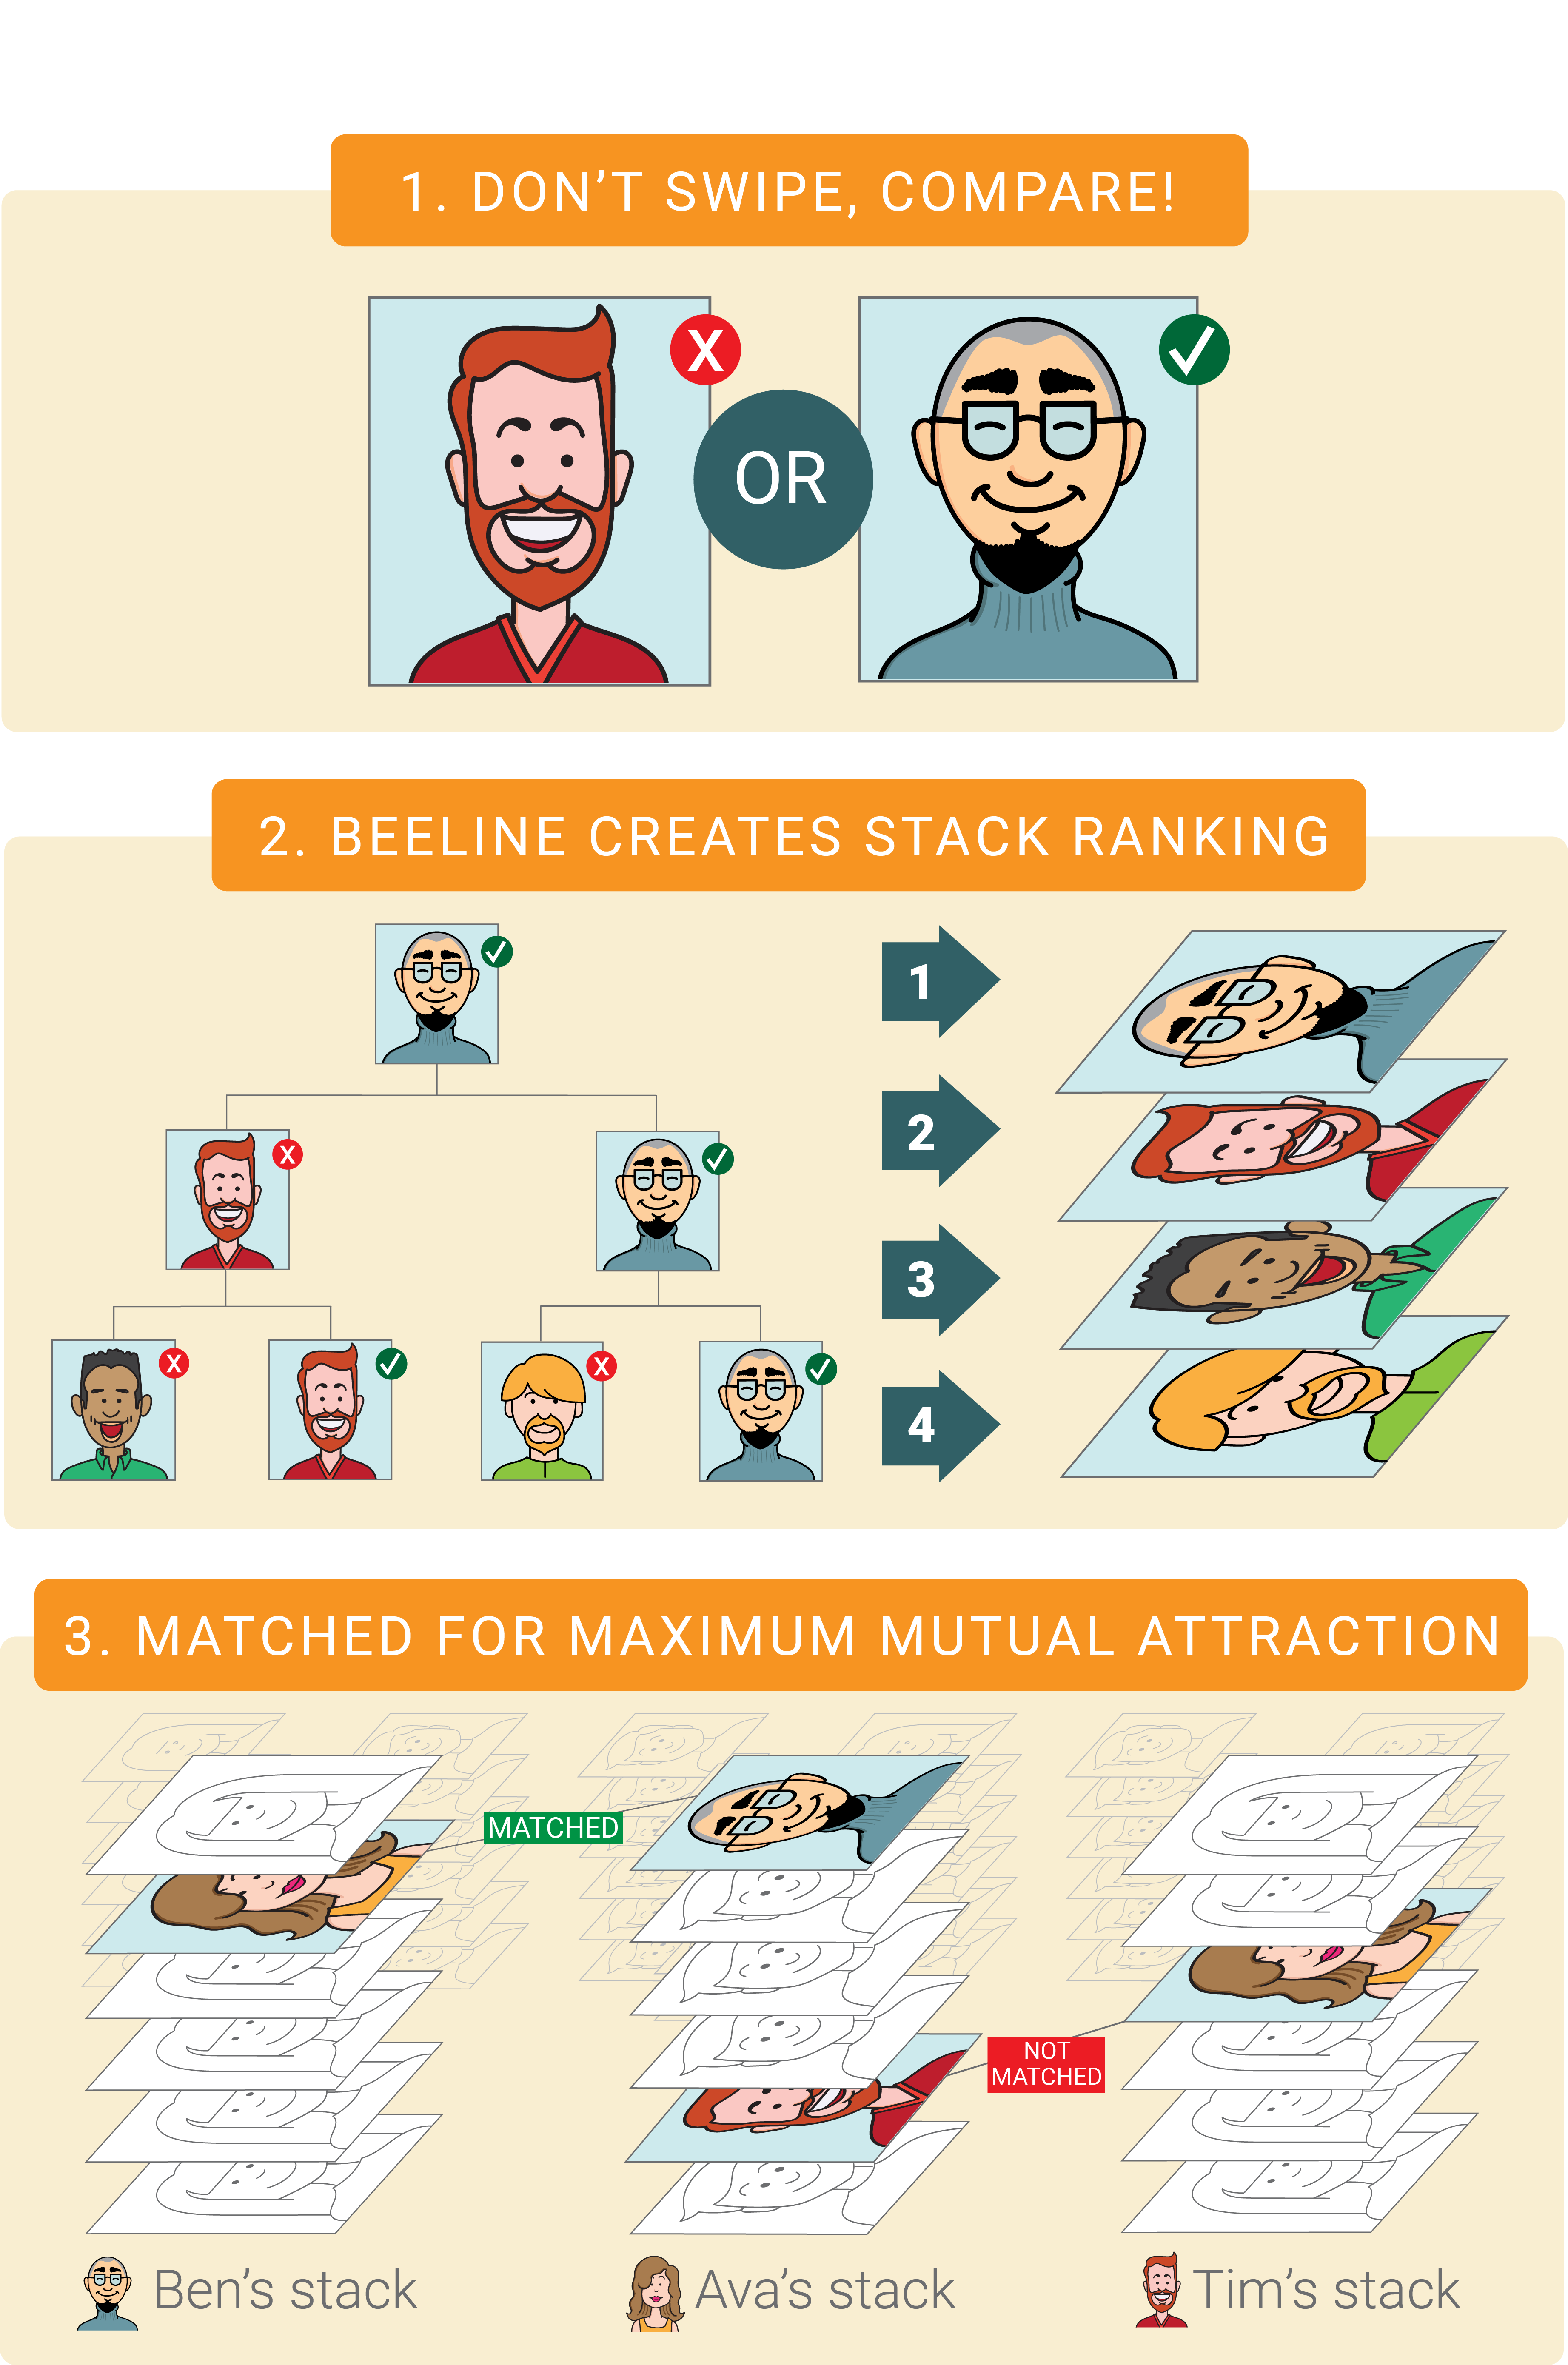 1. DON'T SWIPE, COMPARE!
X
OR
2. BEELINE CREATES STACK RANKING
1
X
2
3
X
X
4
3. MATCHED FOR MAXIMUM MUTUAL ATTRACTION
MATCHED
NOT
MATCHED
Ben's stack
Ava's stack
Tim's stack